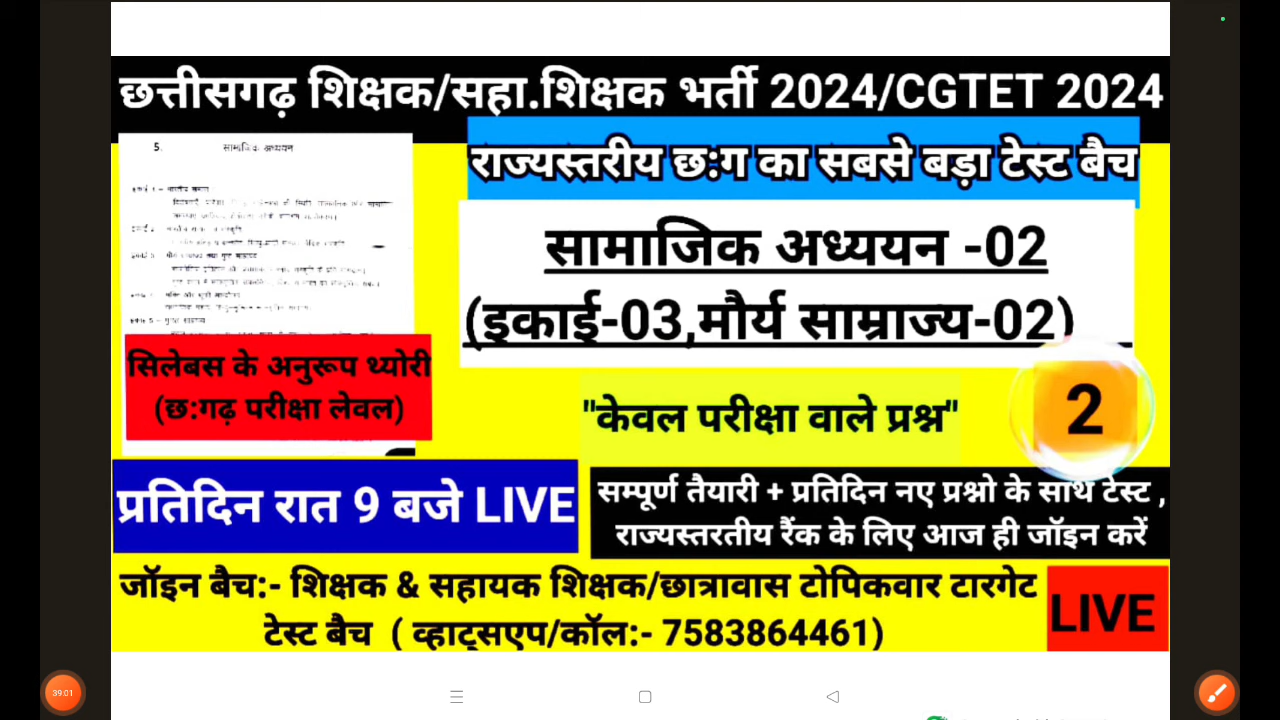 छत्तीसगढ़ शिक्षक/सहा.शिक्षक भर्ती 2024/CGTET 2024
राज्यस्तरीय छ:ग का सबसे बड़ा टेस्ट बैच
5. सामाजिक अध्ययन
सामाजिक अध्ययन -02
(इकाई-03,मौर्य साम्राज्य-02)
सिलेबस के अनुरूप थ्योरी
(छ:गढ़ परीक्षा लेवल)
"केवल परीक्षा वाले प्रश्न"
2
प्रतिदिन रात 9 बजे LIVE
सम्पूर्ण तैयारी + प्रतिदिन नए प्रश्नो के साथ टेस्ट ,
राज्यस्तरतीय रैंक के लिए आज ही जॉइन करें
जॉइन बैच:- शिक्षक & सहायक शिक्षक/छात्रावास टोपिकवार टारगेट
टेस्ट बैच ( व्हाट्सएप/कॉल:- 7583864461)
LIVE
39:01